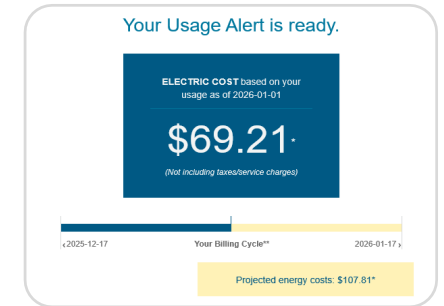 Your Usage Alert is ready.
ELECTRIC COST based on your
usage as of 2026-01-01
$69.21*
(Not including taxes/service charges)
‹2025-12-17 Your Billing Cycle** 2026-01-17›
Projected energy costs: $107.81*